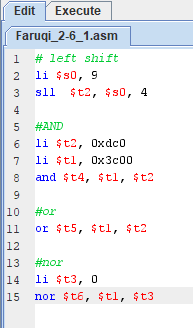 Edit Execute
Faruqi_2-6_1.asm
1 # left shift
2 li $s0, 9
3 sll $t2, $s0, 4
4
5 #AND
6 li $t2, 0xdc0
7 li $t1, 0x3c00
8 and $t4, $t1, $t2
9
10 #or
11 or $t5, $t1, $t2
12
13 #nor
14 li $t3, 0
15 nor $t6, $t1, $t3